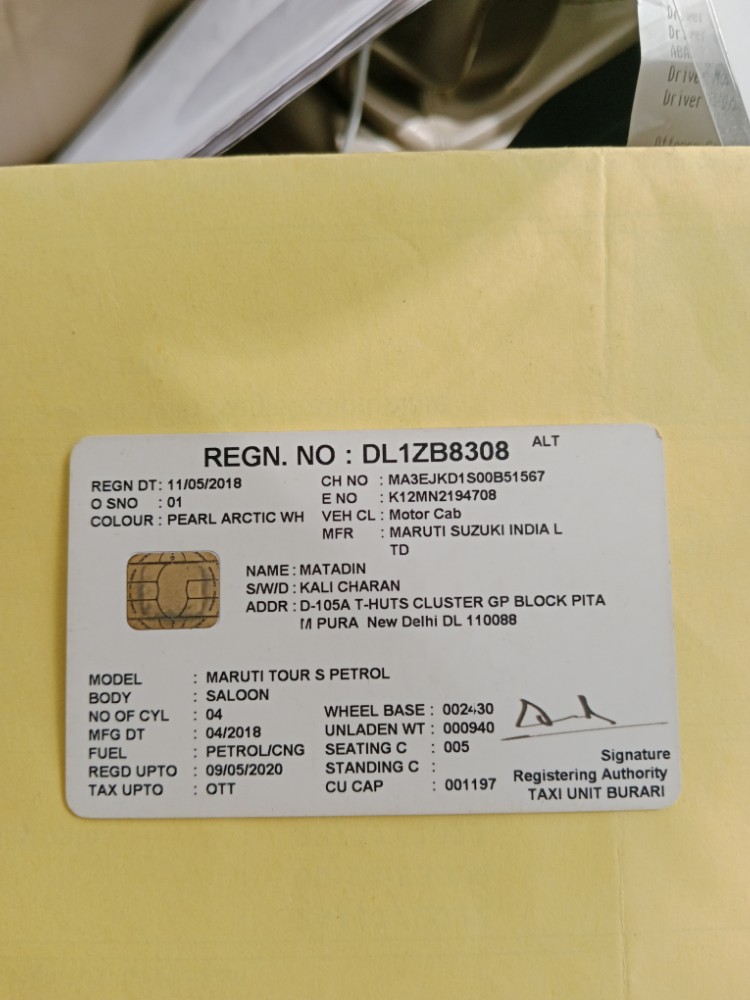 Driver
Driver
ABA
Driver
Driver
REGN. NO : DL1ZB8308 ALT
REGN DT: 11/05/2018
O SNO : 01
COLOUR : PEARL ARCTIC WH
CH NO : MA3EJKD1S00B51567
E NO : K12MN2194708
VEH CL : Motor Cab
MFR : MARUTI SUZUKI INDIA L
TD
NAME : MATADIN
S/W/D : KALI CHARAN
ADDR : D-105A T-HUTS CLUSTER GP BLOCK PITA
M PURA New Delhi DL 110088
MODEL : MARUTI TOUR S PETROL
BODY : SALOON
NO OF CYL : 04
MFG DT : 04/2018
FUEL : PETROL/CNG
REGD UPTO : 09/05/2020
TAX UPTO : OTT
WHEEL BASE : 002430
UNLADEN WT : 000940
SEATING C : 005
STANDING C :
CU CAP : 001197
Signature
Registering Authority
TAXI UNIT BURARI